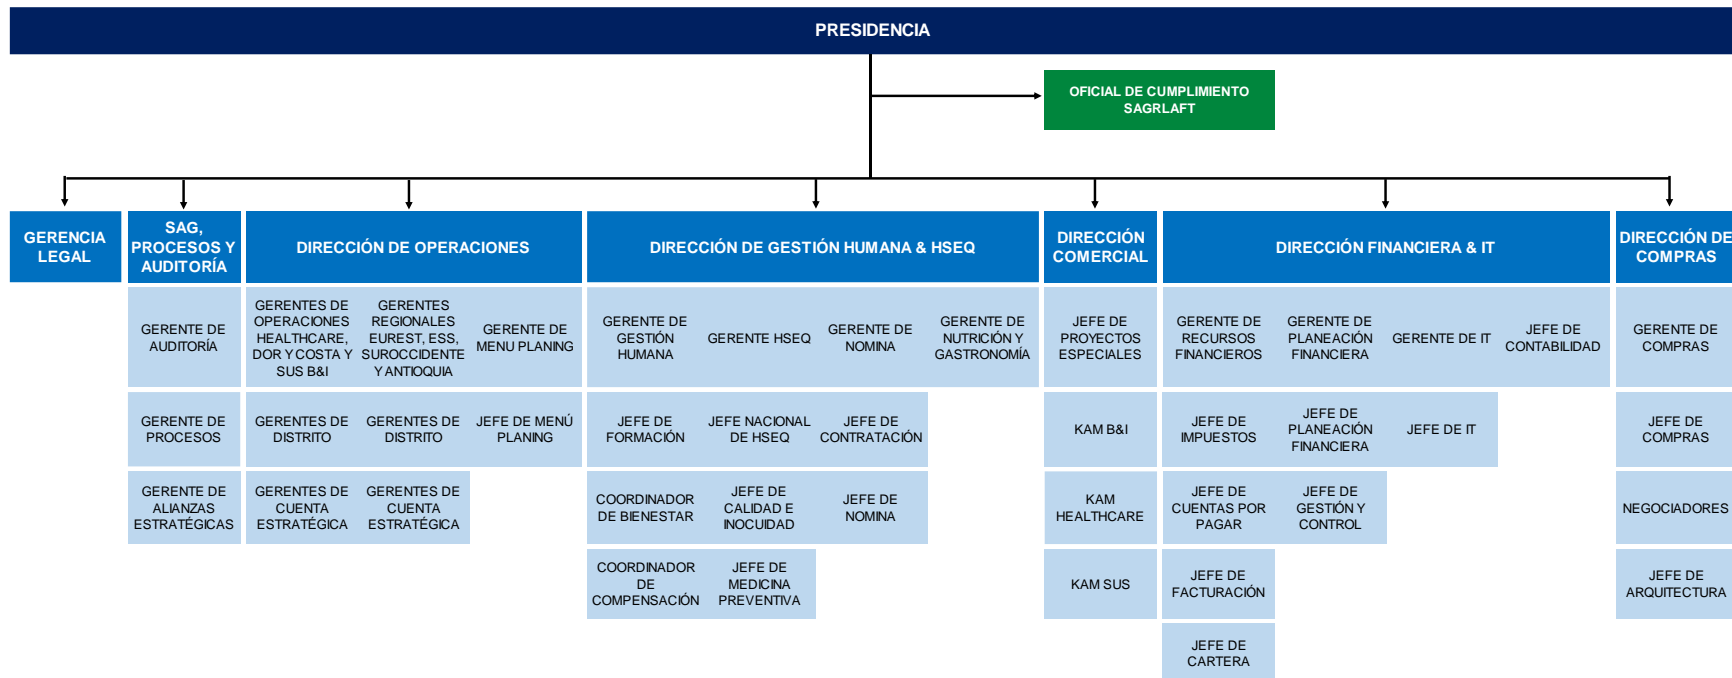 PRESIDENCIA
OFICIAL DE CUMPLIMIENTO
SAGRLAFT
GERENCIA
LEGAL
SAG,
PROCESOS Y
AUDITORÍA
DIRECCIÓN DE OPERACIONES
DIRECCIÓN DE GESTIÓN HUMANA & HSEQ
DIRECCIÓN
COMERCIAL
DIRECCIÓN FINANCIERA & IT
DIRECCIÓN DE
COMPRAS
GERENTE DE
AUDITORÍA
GERENTES DE
OPERACIONES
HEALTHCARE,
DOR Y COSTA Y
SUS B&I
GERENTES
REGIONALES
EUREST, ESS,
SUROCCIDENTE
Y ANTIOQUIA
GERENTE DE
MENU PLANING
GERENTE DE
GESTIÓN
HUMANA
GERENTE HSEQ
GERENTE DE
NOMINA
GERENTE DE
NUTRICIÓN Y
GASTRONOMÍA
JEFE DE
PROYECTOS
ESPECIALES
GERENTE DE
RECURSOS
FINANCIEROS
GERENTE DE
PLANEACIÓN
FINANCIERA
GERENTE DE IT
JEFE DE
CONTABILIDAD
GERENTE DE
COMPRAS
GERENTE DE
PROCESOS
GERENTES DE
DISTRITO
GERENTES DE
DISTRITO
JEFE DE MENÚ
PLANING
JEFE DE
FORMACIÓN
JEFE NACIONAL
DE HSEQ
JEFE DE
CONTRATACIÓN
KAM B&I
JEFE DE
IMPUESTOS
JEFE DE
PLANEACIÓN
FINANCIERA
JEFE DE IT
JEFE DE
COMPRAS
GERENTE DE
ALIANZAS
ESTRATÉGICAS
GERENTES DE
CUENTA
ESTRATÉGICA
GERENTES DE
CUENTA
ESTRATÉGICA
COORDINADOR
DE BIENESTAR
JEFE DE
CALIDAD E
INOCUIDAD
JEFE DE
NOMINA
KAM
HEALTHCARE
JEFE DE
CUENTAS POR
PAGAR
JEFE DE
GESTIÓN Y
CONTROL
NEGOCIADORES
COORDINADOR
DE
COMPENSACIÓN
JEFE DE
MEDICINA
PREVENTIVA
KAM SUS
JEFE DE
FACTURACIÓN
JEFE DE
ARQUITECTURA
JEFE DE
CARTERA